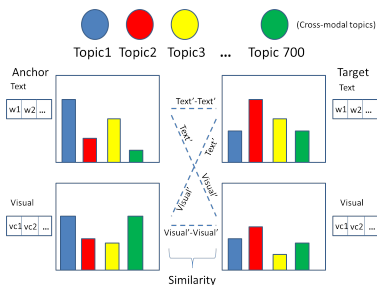 (Cross-modal topics)
Topic1 Topic2 Topic3 ... Topic 700
Anchor
Target
Text
Text
w1 w2 ...
w1 w2 ...
Text'-Text'
Text'
Text'
Visual
Visual
vc1 vc2 ...
vc1 vc2 ...
Visual'
Visual'
Visual'-Visual'
Similarity